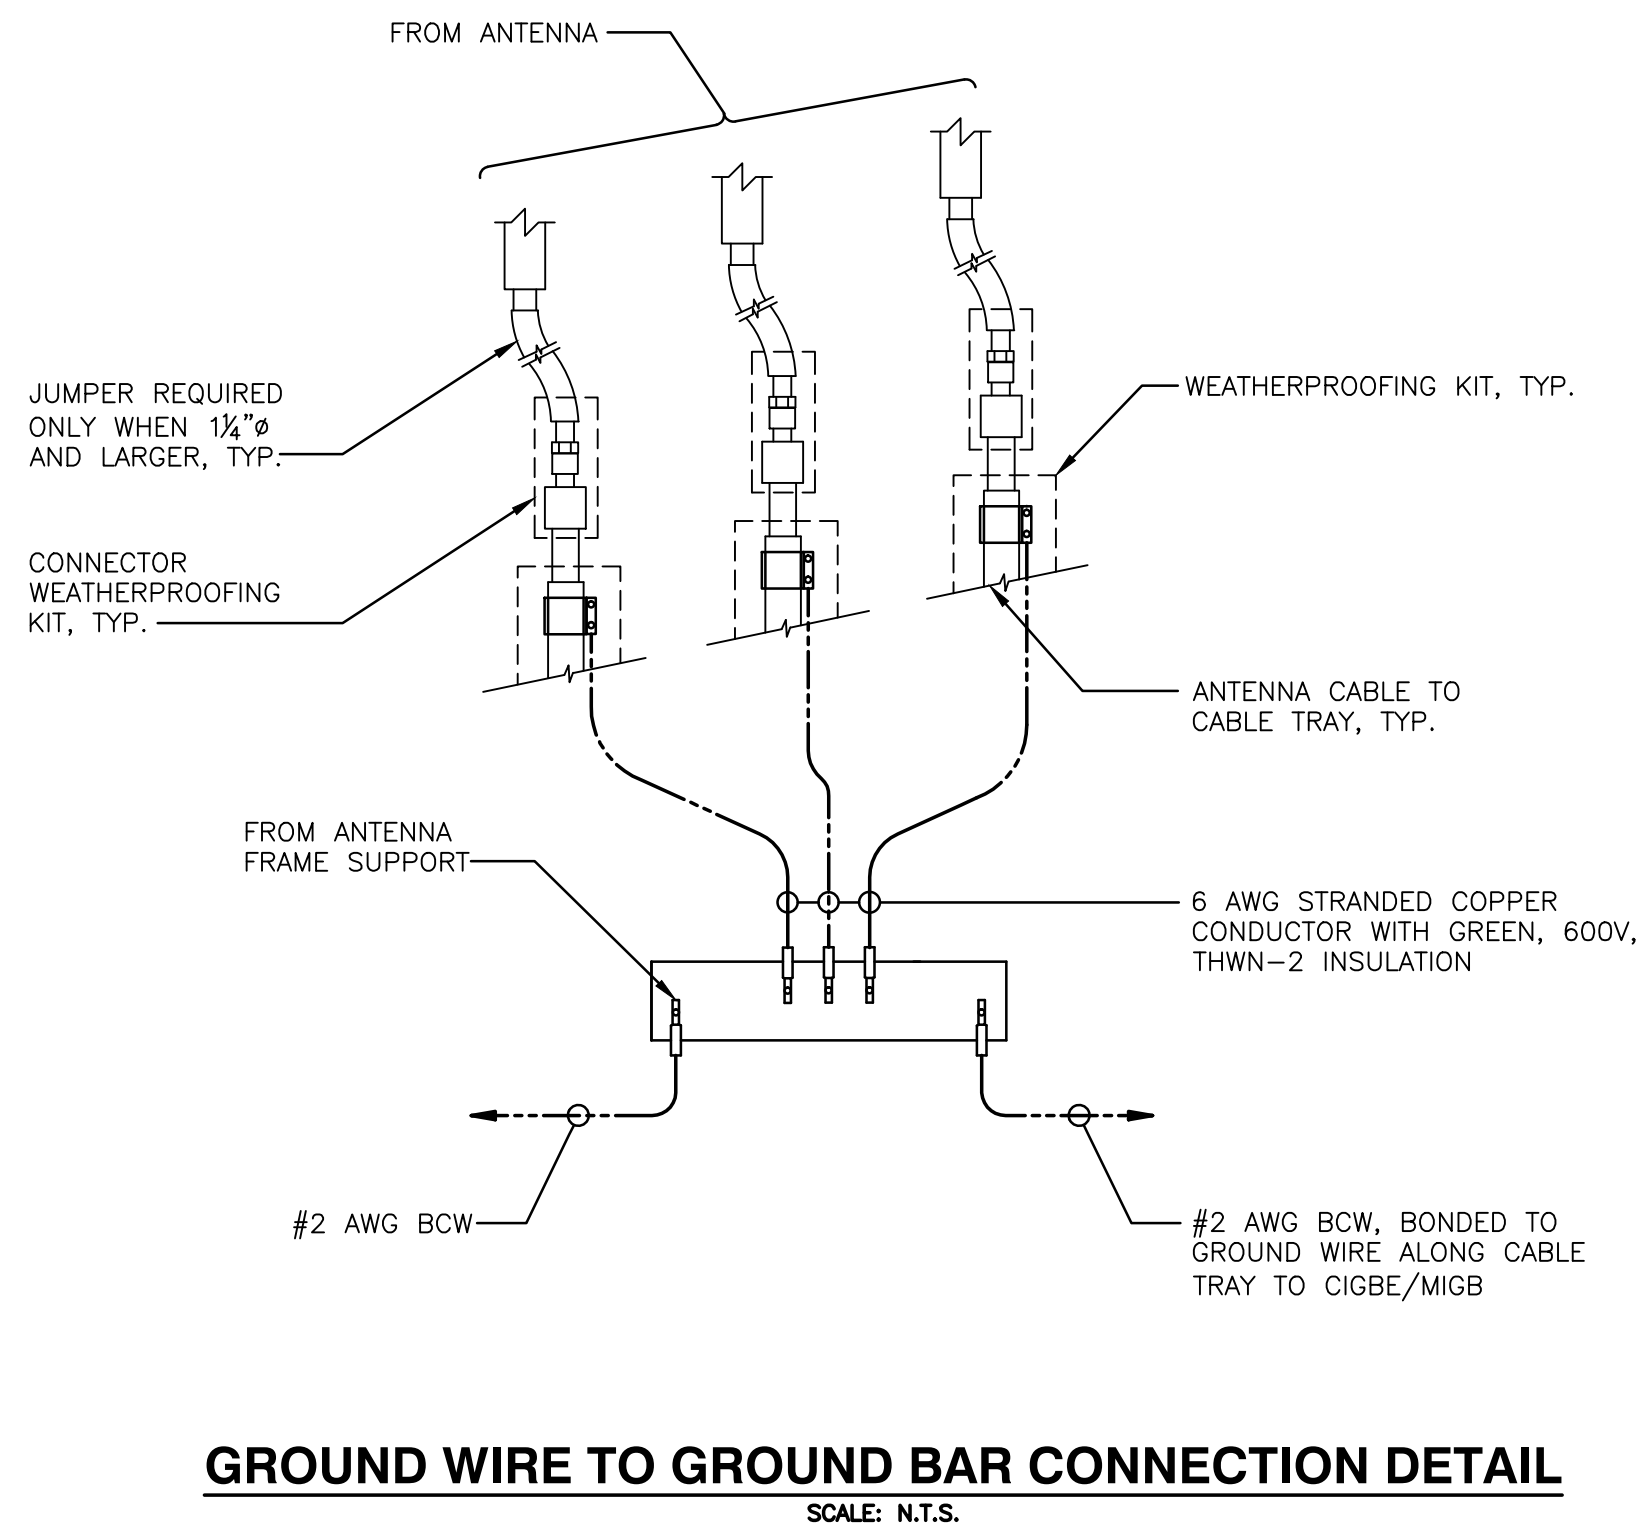 FROM ANTENNA
JUMPER REQUIRED
ONLY WHEN 1¼"ø
AND LARGER, TYP.
WEATHERPROOFING KIT, TYP.
CONNECTOR
WEATHERPROOFING
KIT, TYP.
ANTENNA CABLE TO
CABLE TRAY, TYP.
FROM ANTENNA
FRAME SUPPORT
6 AWG STRANDED COPPER
CONDUCTOR WITH GREEN, 600V,
THWN-2 INSULATION
#2 AWG BCW
#2 AWG BCW, BONDED TO
GROUND WIRE ALONG CABLE
TRAY TO CIGBE/MIGB
GROUND WIRE TO GROUND BAR CONNECTION DETAIL
SCALE: N.T.S.